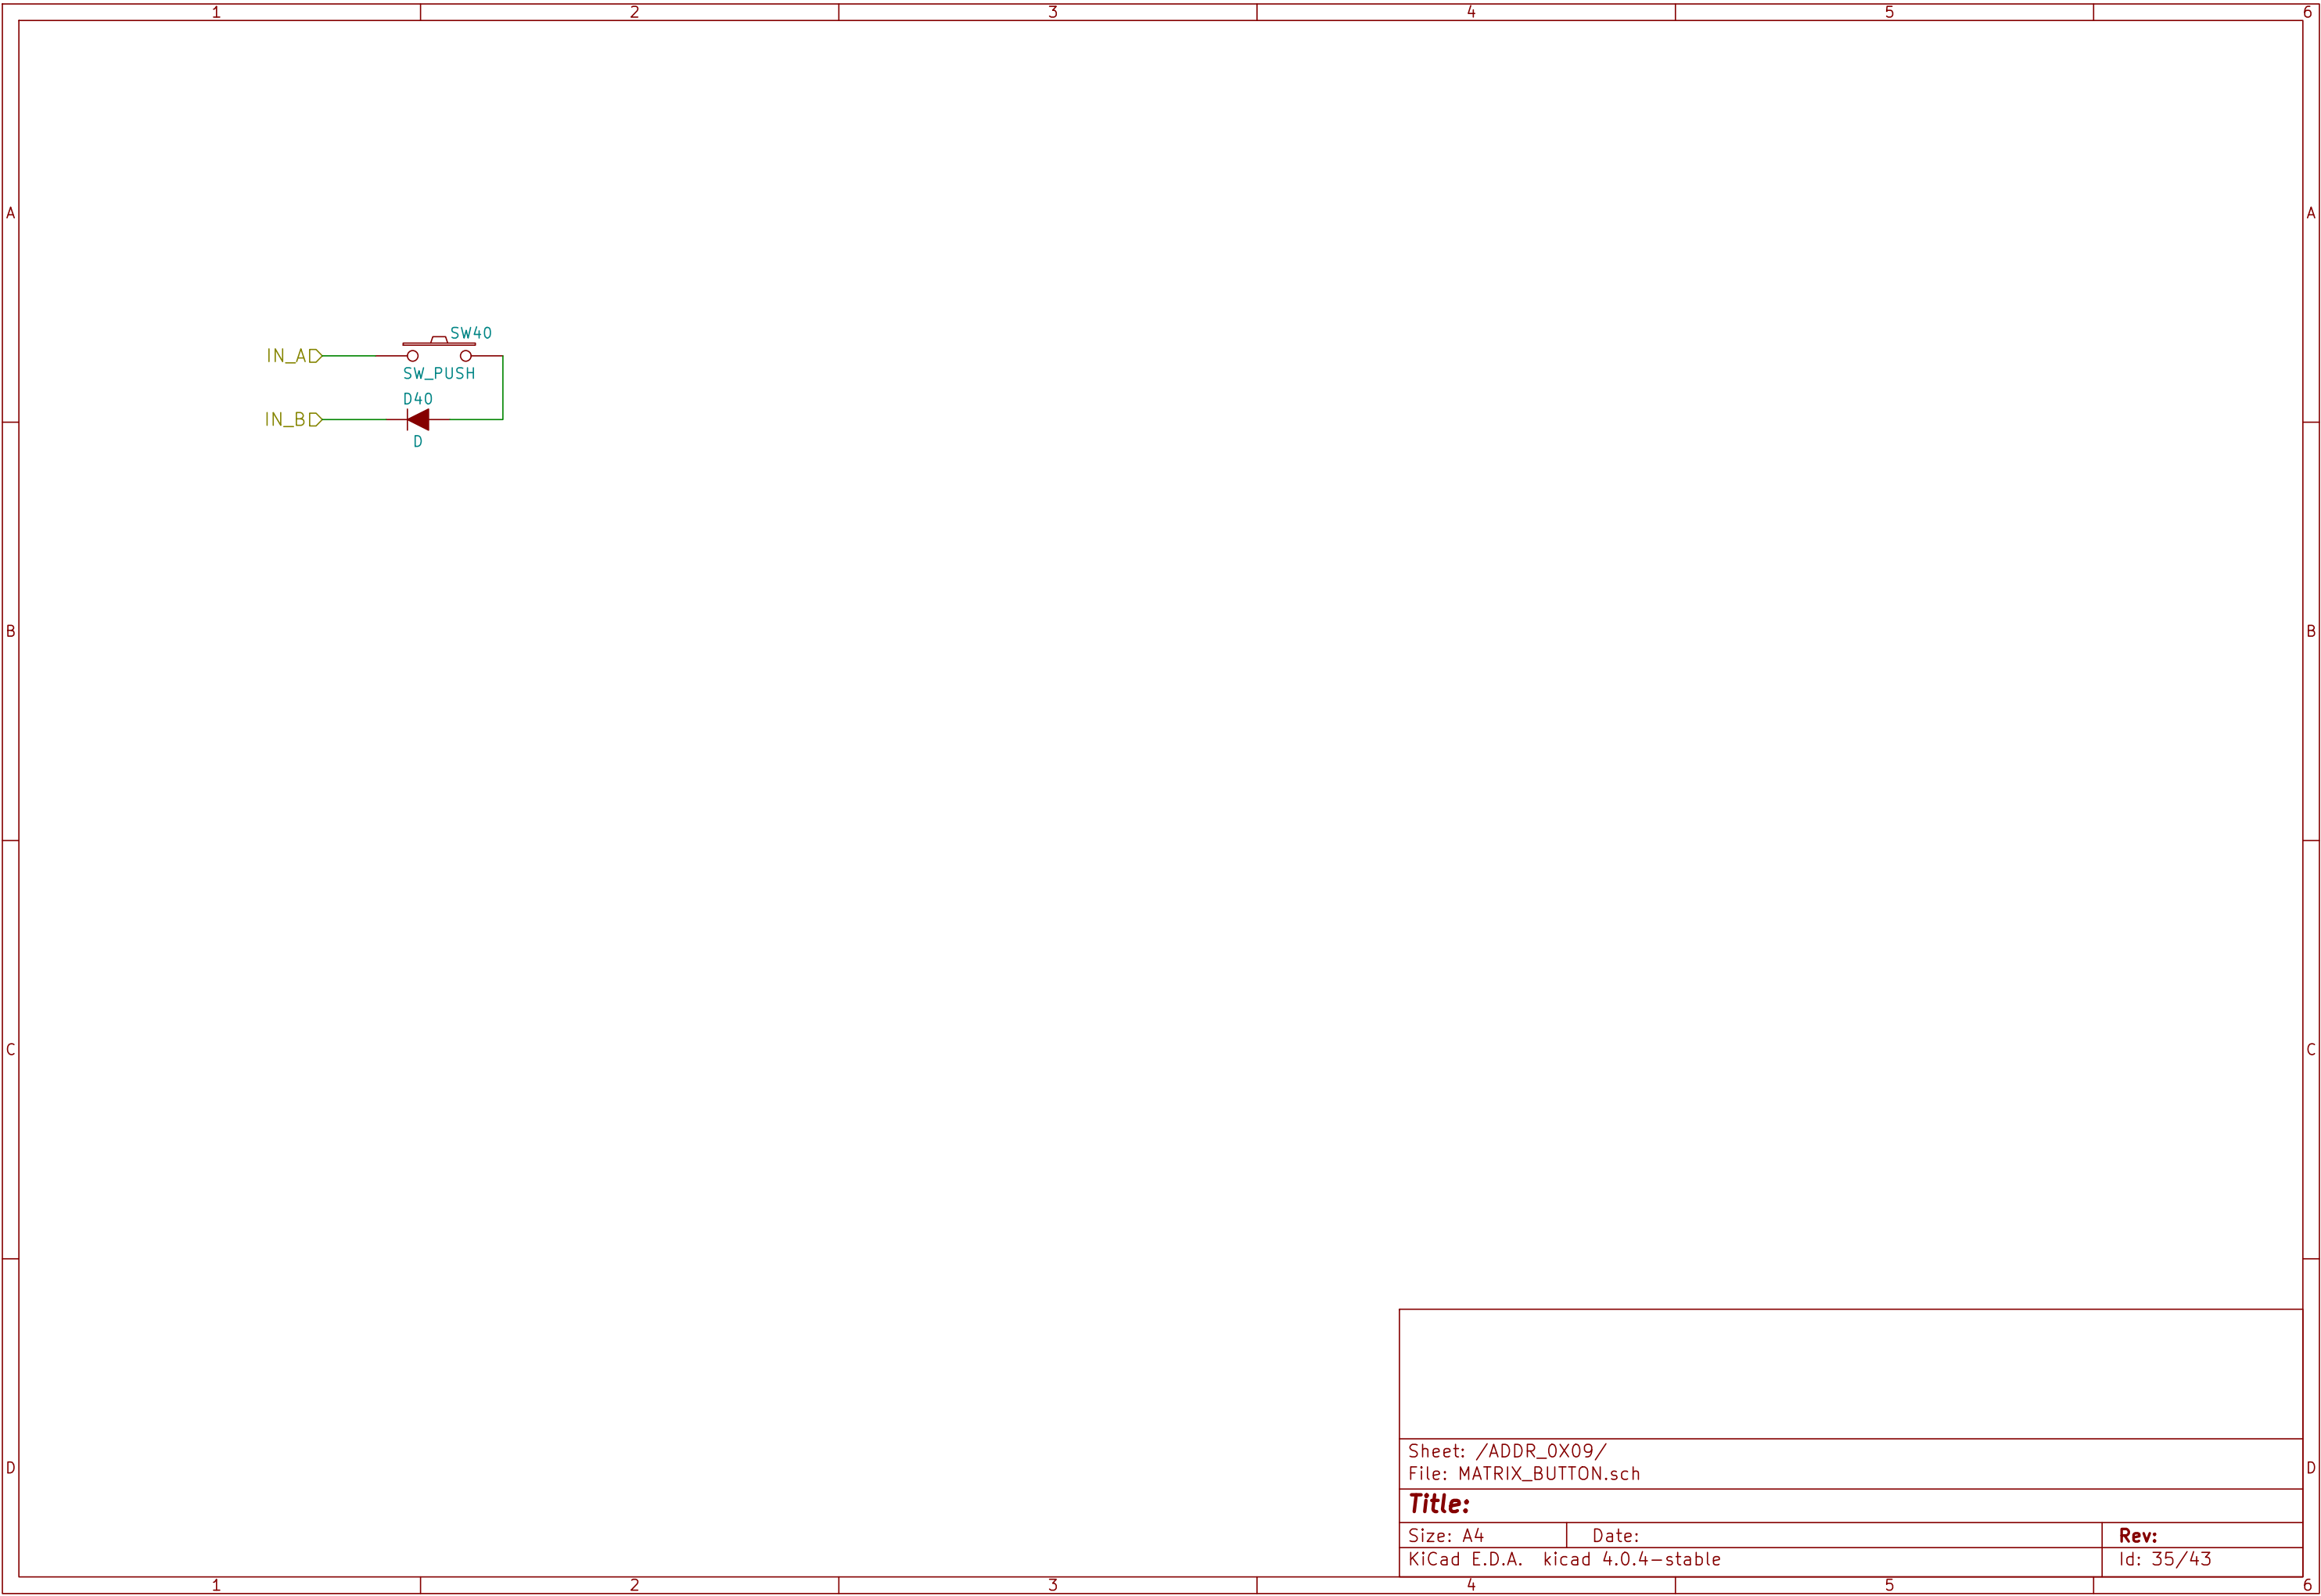 1 2 3 4 5 6
A A
SW40
IN_A
SW_PUSH
D40
IN_B
D
B B
C C
Sheet: /ADDR_0X09/
File: MATRIX_BUTTON.sch
D D
Title:
Size: A4 Date: Rev:
KiCad E.D.A. kicad 4.0.4-stable Id: 35/43
1 2 3 4 5 6